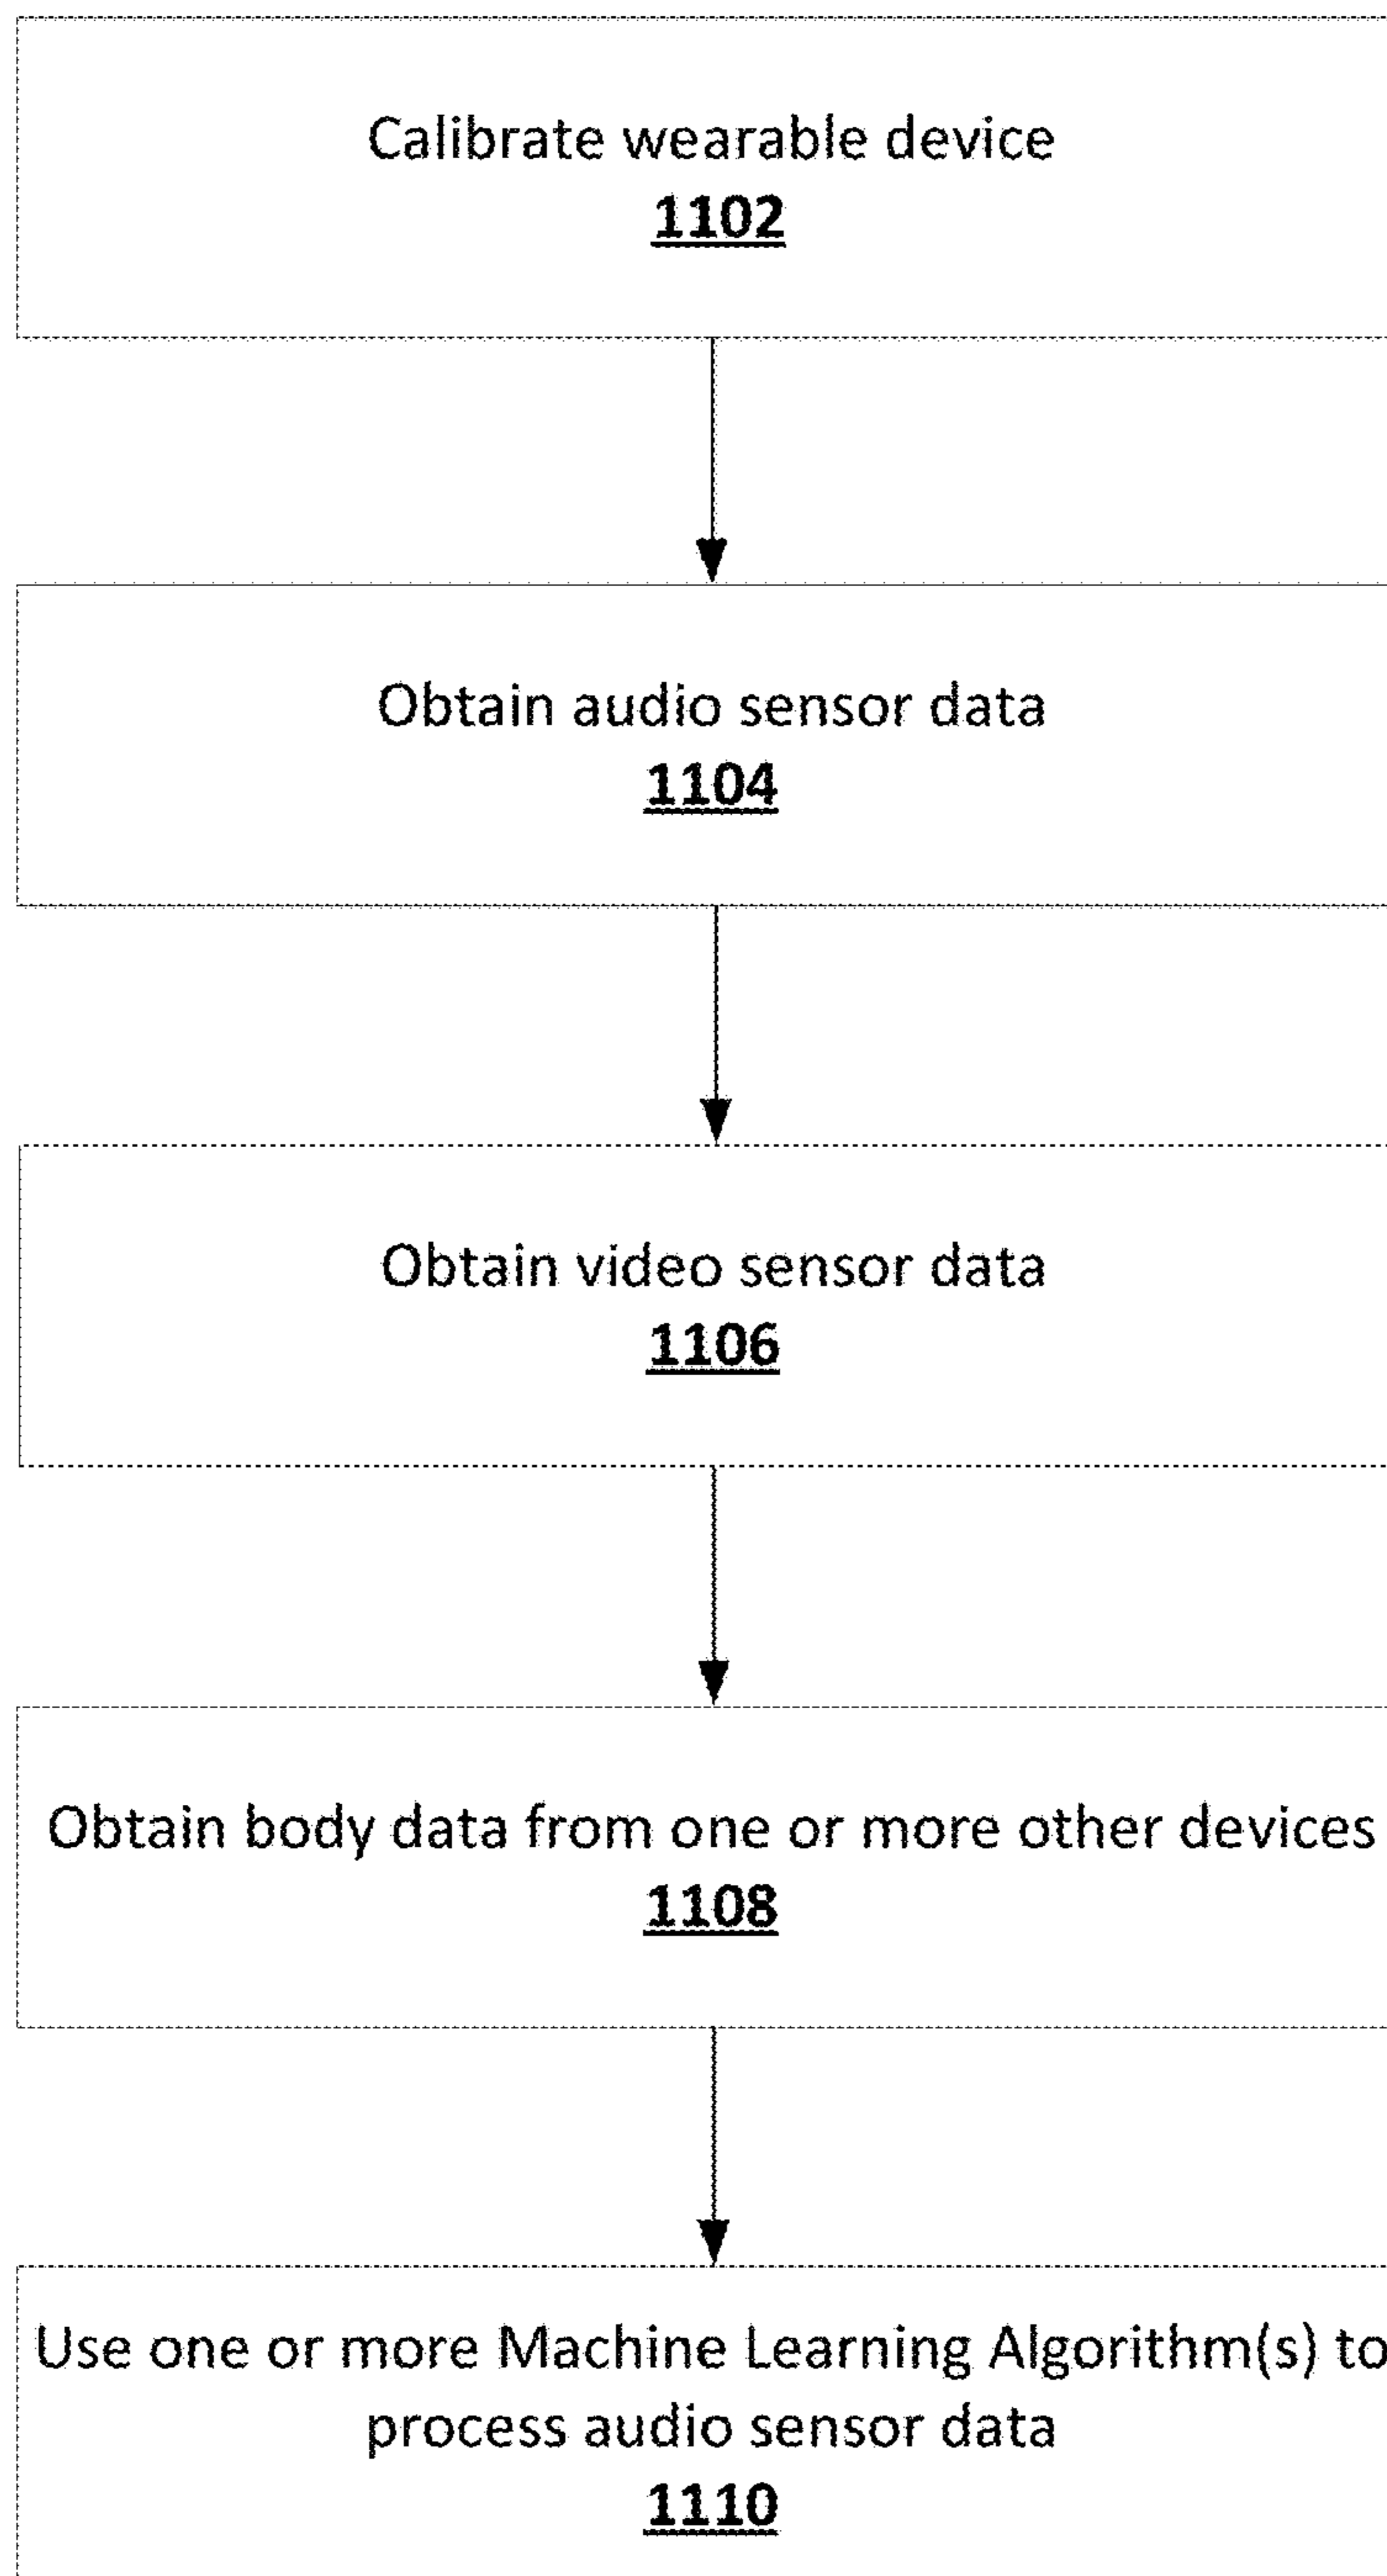 Calibrate wearable device
1102
Obtain audio sensor data
1104
Obtain video sensor data
1106
Obtain body data from one or more other devices
1108
Use one or more Machine Learning Algorithm(s) to
process audio sensor data
1110